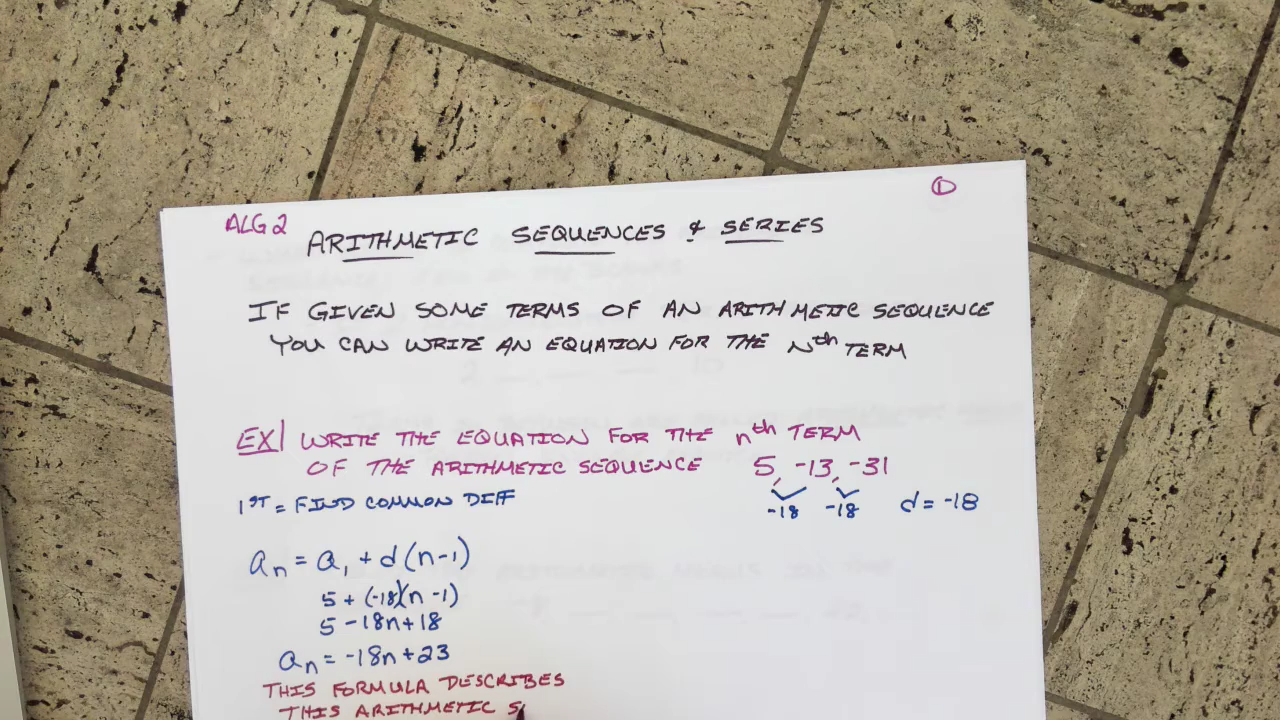 ①
ALG 2
ARITHMETIC SEQUENCES & SERIES
IF GIVEN SOME TERMS OF AN ARITHMETIC SEQUENCE
YOU CAN WRITE AN EQUATION FOR THE Nth TERM
EX| WRITE THE EQUATION FOR THE nth TERM
OF THE ARITHMETIC SEQUENCE 5, -13, -31
1ST = FIND COMMON DIFF -18 -18 d = -18
an = a1 + d(n-1)
5 + (-18)(n-1)
5 - 18n + 18
an = -18n + 23
THIS FORMULA DESCRIBES
THIS ARITHMETIC S